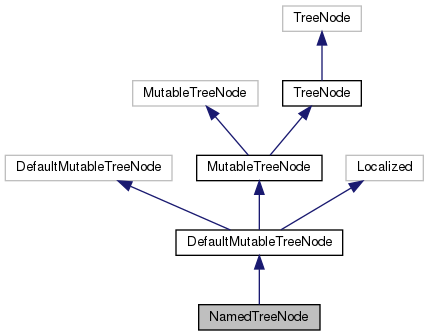 TreeNode
MutableTreeNode
TreeNode
DefaultMutableTreeNode
MutableTreeNode
Localized
DefaultMutableTreeNode
NamedTreeNode